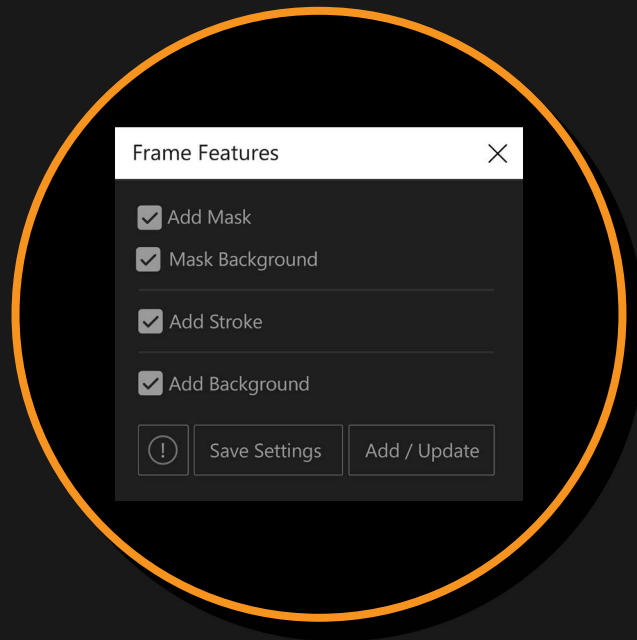 Frame Features
Add Mask
Mask Background
Add Stroke
Add Background
! Save Settings Add / Update